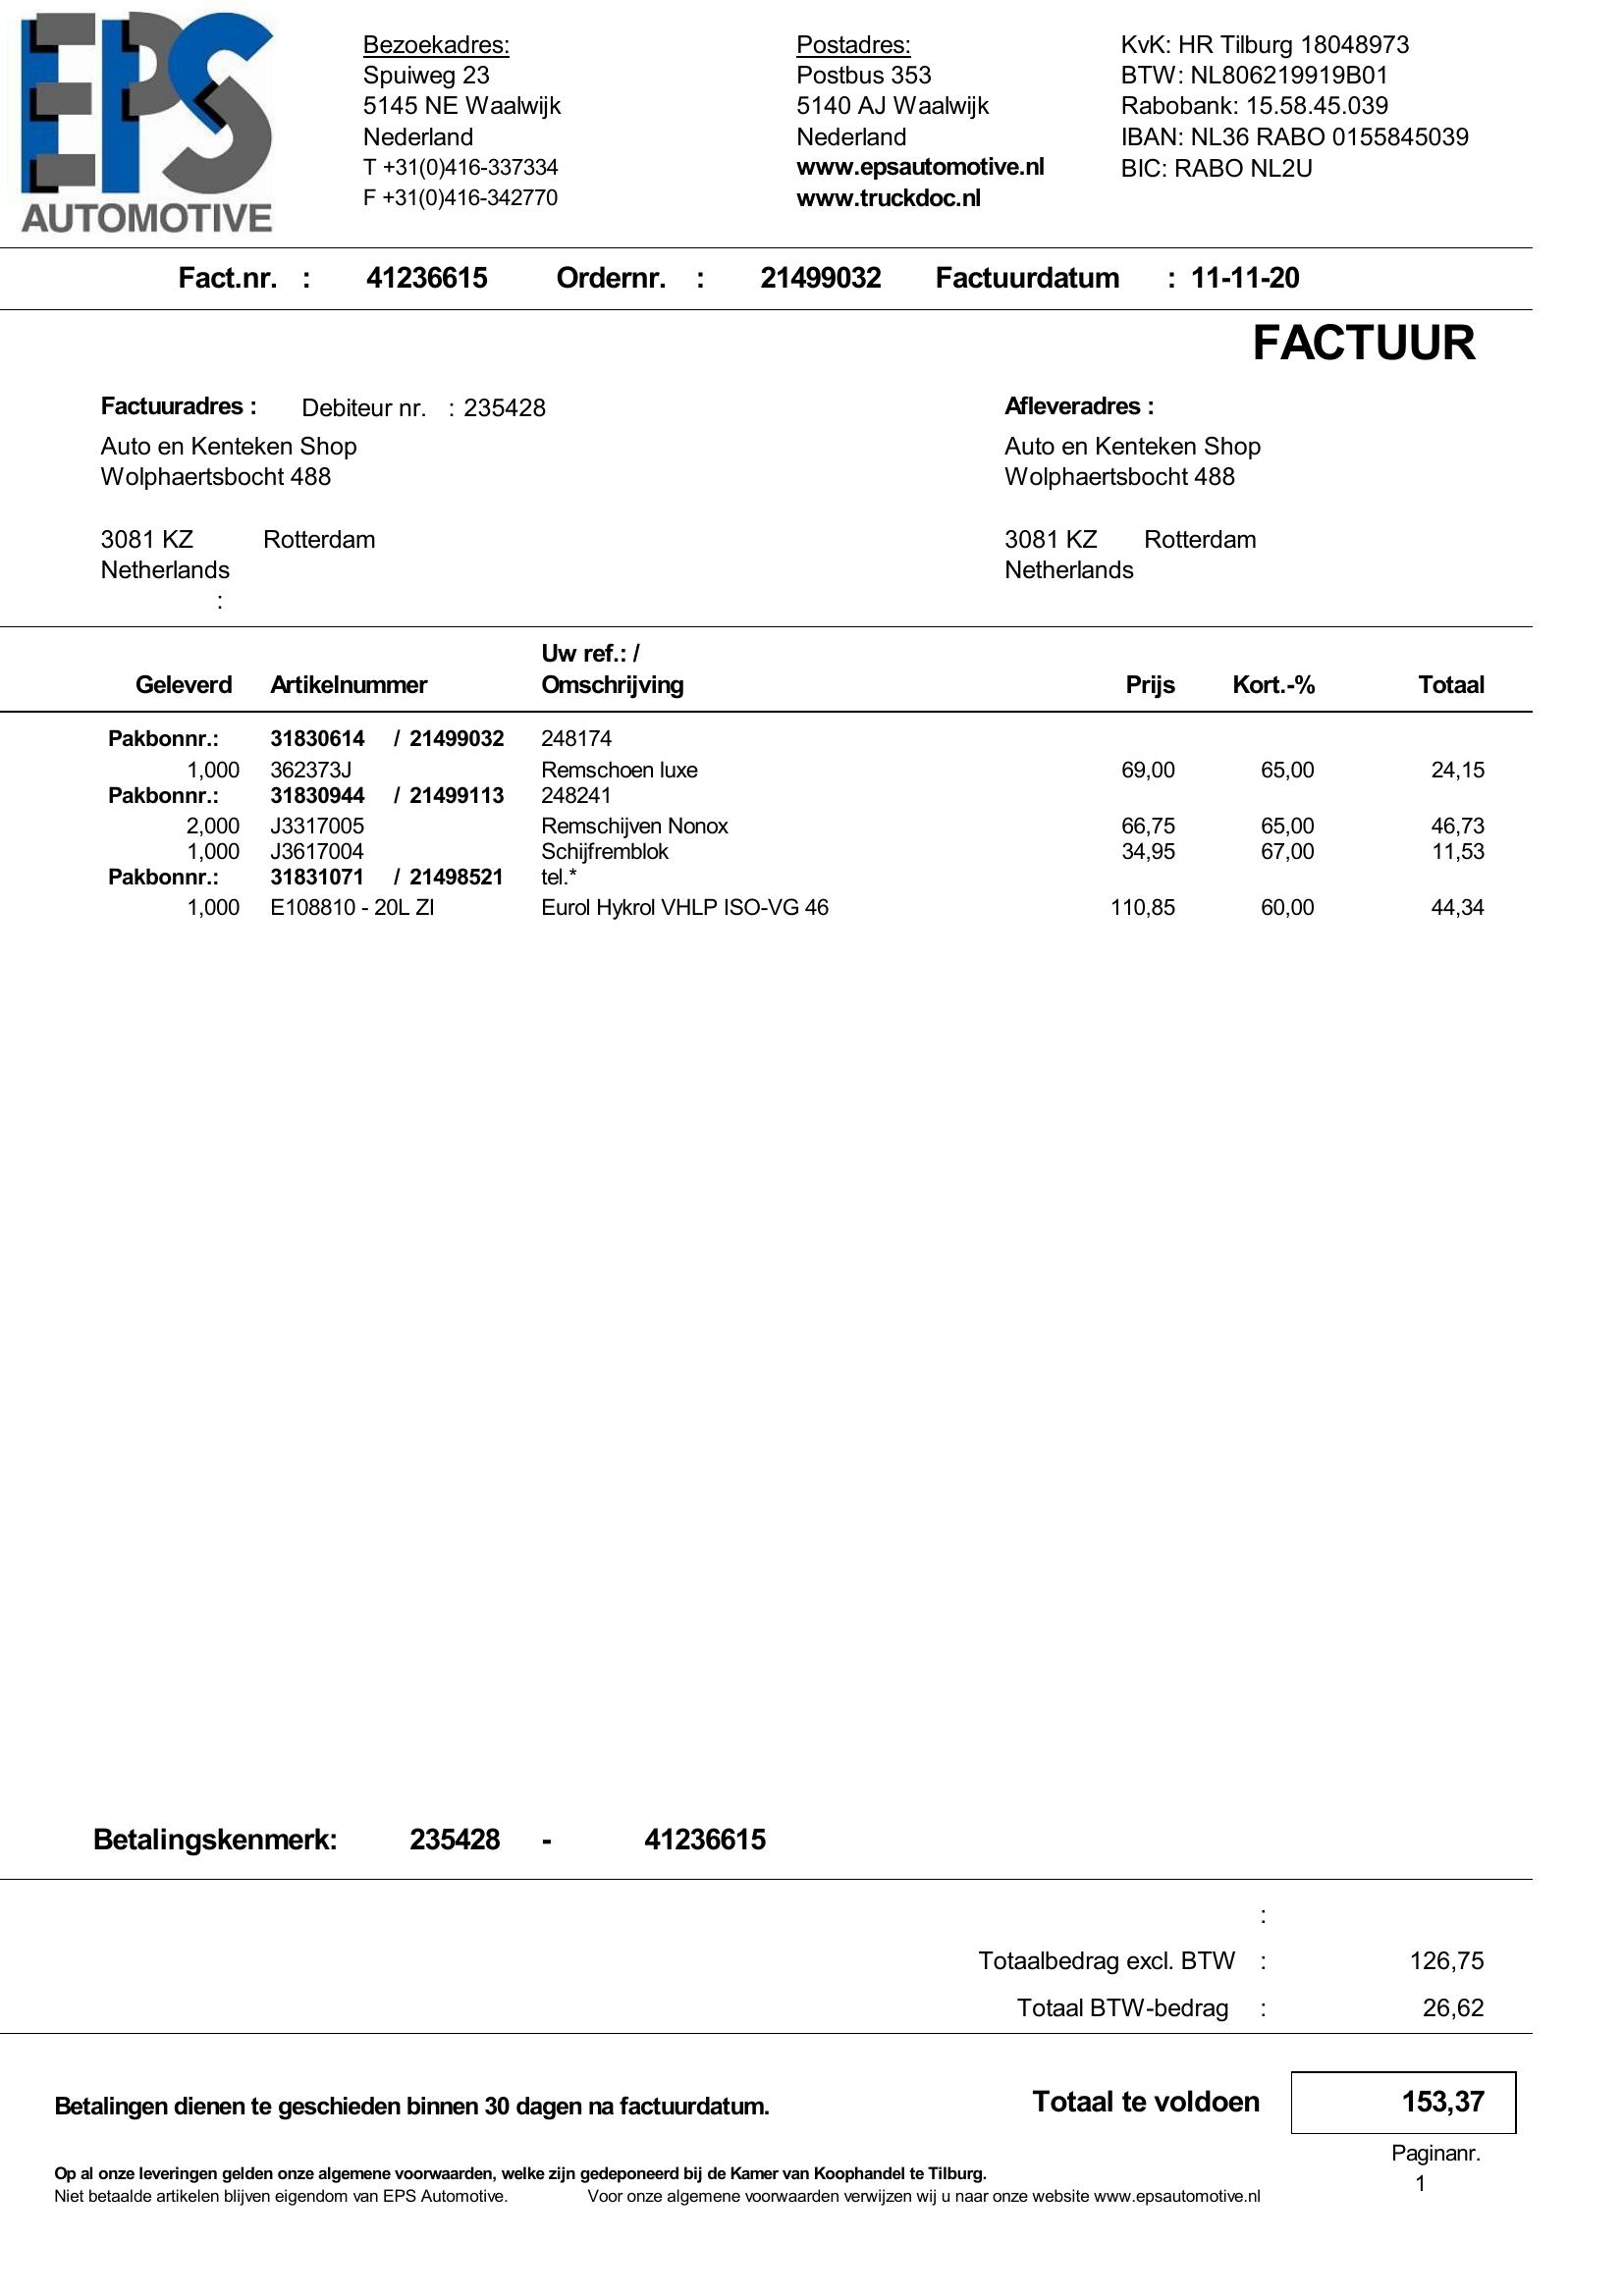 EPS
AUTOMOTIVE
Bezoekadres:
Spuiweg 23
5145 NE Waalwijk
Nederland
T +31(0)416-337334
F +31(0)416-342770
Postadres:
Postbus 353
5140 AJ Waalwijk
Nederland
www.epsautomotive.nl
www.truckdoc.nl
KvK: HR Tilburg 18048973
BTW: NL806219919B01
Rabobank: 15.58.45.039
IBAN: NL36 RABO 0155845039
BIC: RABO NL2U
Fact.nr. : 41236615 Ordernr. : 21499032 Factuurdatum : 11-11-20
FACTUUR
Factuuradres : Debiteur nr. : 235428
Auto en Kenteken Shop
Wolphaertsbocht 488
3081 KZ Rotterdam
Netherlands
:
Afleveradres :
Auto en Kenteken Shop
Wolphaertsbocht 488
3081 KZ Rotterdam
Netherlands
Uw ref.: /
Geleverd Artikelnummer Omschrijving Prijs Kort.-% Totaal
Pakbonnr.: 31830614 / 21499032 248174
1,000 362373J Remschoen luxe 69,00 65,00 24,15
Pakbonnr.: 31830944 / 21499113 248241
2,000 J3317005 Remschijven Nonox 66,75 65,00 46,73
1,000 J3617004 Schijfremblok 34,95 67,00 11,53
Pakbonnr.: 31831071 / 21498521 tel.*
1,000 E108810 - 20L ZI Eurol Hykrol VHLP ISO-VG 46 110,85 60,00 44,34
Betalingskenmerk: 235428 - 41236615
:
Totaalbedrag excl. BTW : 126,75
Totaal BTW-bedrag : 26,62
Betalingen dienen te geschieden binnen 30 dagen na factuurdatum. Totaal te voldoen 153,37
Paginanr.
1
Op al onze leveringen gelden onze algemene voorwaarden, welke zijn gedeponeerd bij de Kamer van Koophandel te Tilburg.
Niet betaalde artikelen blijven eigendom van EPS Automotive. Voor onze algemene voorwaarden verwijzen wij u naar onze website www.epsautomotive.nl